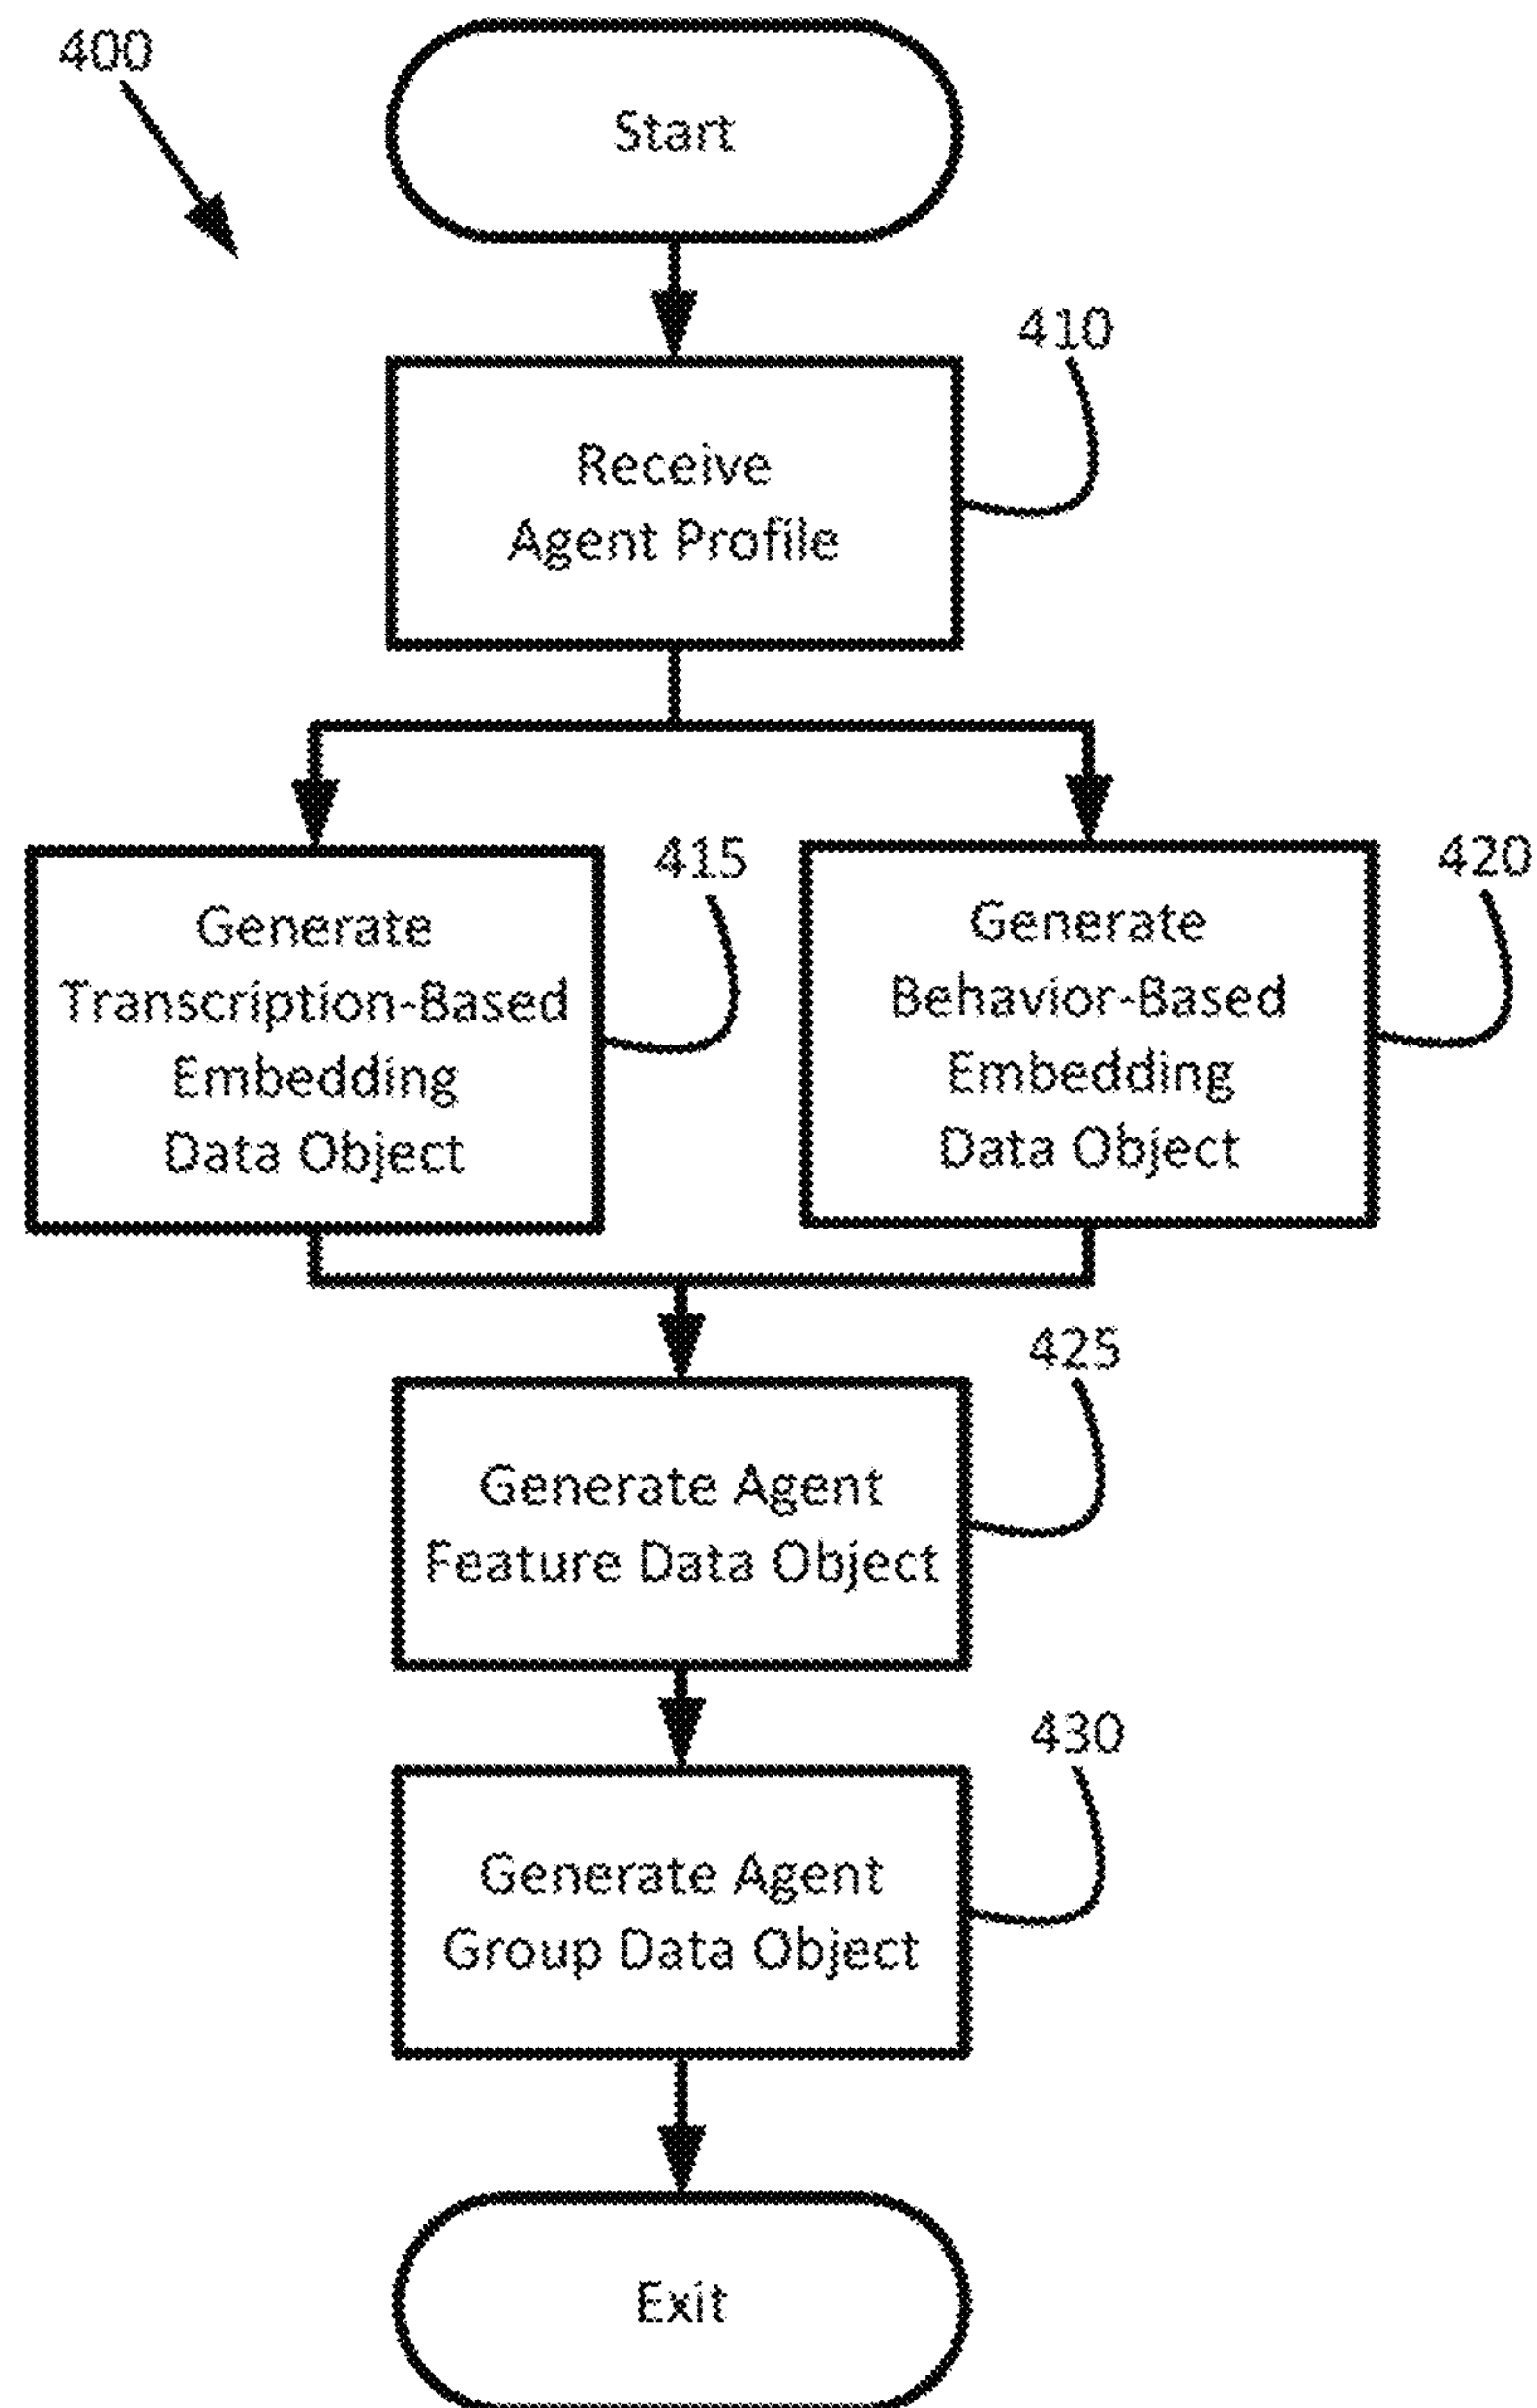 400
Start
410
Receive
Agent Profile
415
Generate
Transcription-Based
Embedding
Data Object
420
Generate
Behavior-Based
Embedding
Data Object
425
Generate Agent
Feature Data Object
430
Generate Agent
Group Data Object
Exit